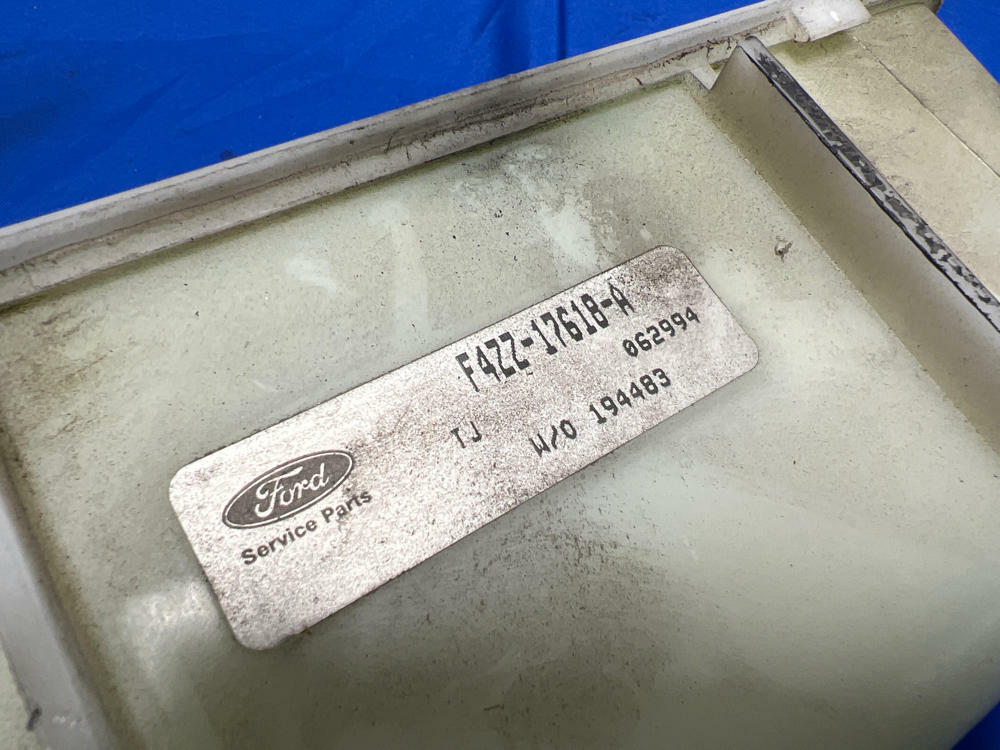 F4ZZ-17618-A
062994
TJ
W/O 194483
Ford
Service Parts